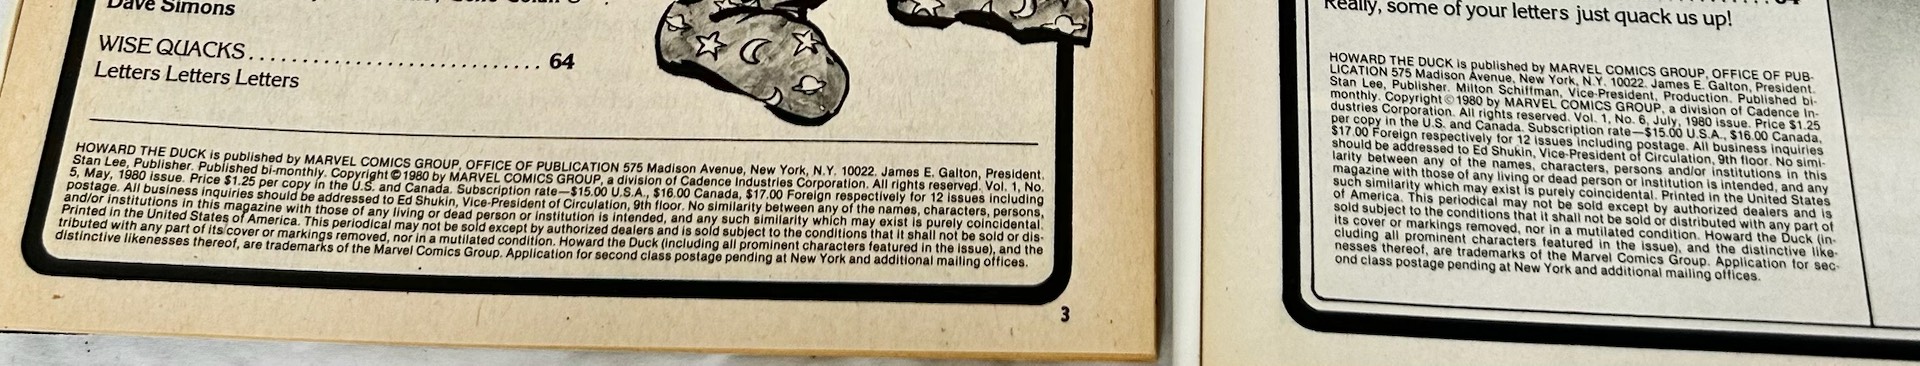 Dave Simons
WISE QUACKS.............................. 64
Letters Letters Letters
HOWARD THE DUCK is published by MARVEL COMICS GROUP, OFFICE OF PUBLICATION 575 Madison Avenue, New York, N.Y. 10022. James E. Galton, President.
Stan Lee, Publisher. Published bi-monthly. Copyright ©1980 by MARVEL COMICS GROUP, a division of Cadence Industries Corporation. All rights reserved. Vol. 1, No.
5, May, 1980 issue. Price $1.25 per copy in the U.S. and Canada. Subscription rate—$15.00 U.S.A., $16.00 Canada, $17.00 Foreign respectively for 12 issues including
postage. All business inquiries should be addressed to Ed Shukin, Vice-President of Circulation, 9th floor. No similarity between any of the names, characters, persons,
and/or institutions in this magazine with those of any living or dead person or institution is intended, and any such similarity which may exist is purely coincidental.
Printed in the United States of America. This periodical may not be sold except by authorized dealers and is sold subject to the conditions that it shall not be sold or dis-
tributed with any part of its cover or markings removed, nor in a mutilated condition. Howard the Duck (including all prominent characters featured in the issue), and the
distinctive likenesses thereof, are trademarks of the Marvel Comics Group. Application for second class postage pending at New York and additional mailing offices.
3
Really, some of your letters just quack us up!
HOWARD THE DUCK is published by MARVEL COMICS GROUP, OFFICE OF PUB-
LICATION 575 Madison Avenue, New York, N.Y. 10022. James E. Galton, President.
Stan Lee, Publisher. Milton Schiffman, Vice-President, Production. Published bi-
monthly. Copyright ©1980 by MARVEL COMICS GROUP, a division of Cadence In-
dustries Corporation. All rights reserved. Vol. 1, No. 6, July, 1980 issue. Price $1.25
per copy in the U.S. and Canada. Subscription rate—$15.00 U.S.A., $16.00 Canada,
$17.00 Foreign respectively for 12 issues including postage. All business inquiries
should be addressed to Ed Shukin, Vice-President of Circulation, 9th floor. No simi-
larity between any of the names, characters, persons and/or institutions in this
magazine with those of any living or dead person or institution is intended, and any
such similarity which may exist is purely coincidental. Printed in the United States
of America. This periodical may not be sold except by authorized dealers and is
sold subject to the conditions that it shall not be sold or distributed with any part of
its cover or markings removed, nor in a mutilated condition. Howard the Duck (in-
cluding all prominent characters featured in the issue), and the distinctive like-
nesses thereof, are trademarks of the Marvel Comics Group. Application for sec-
ond class postage pending at New York and additional mailing offices.